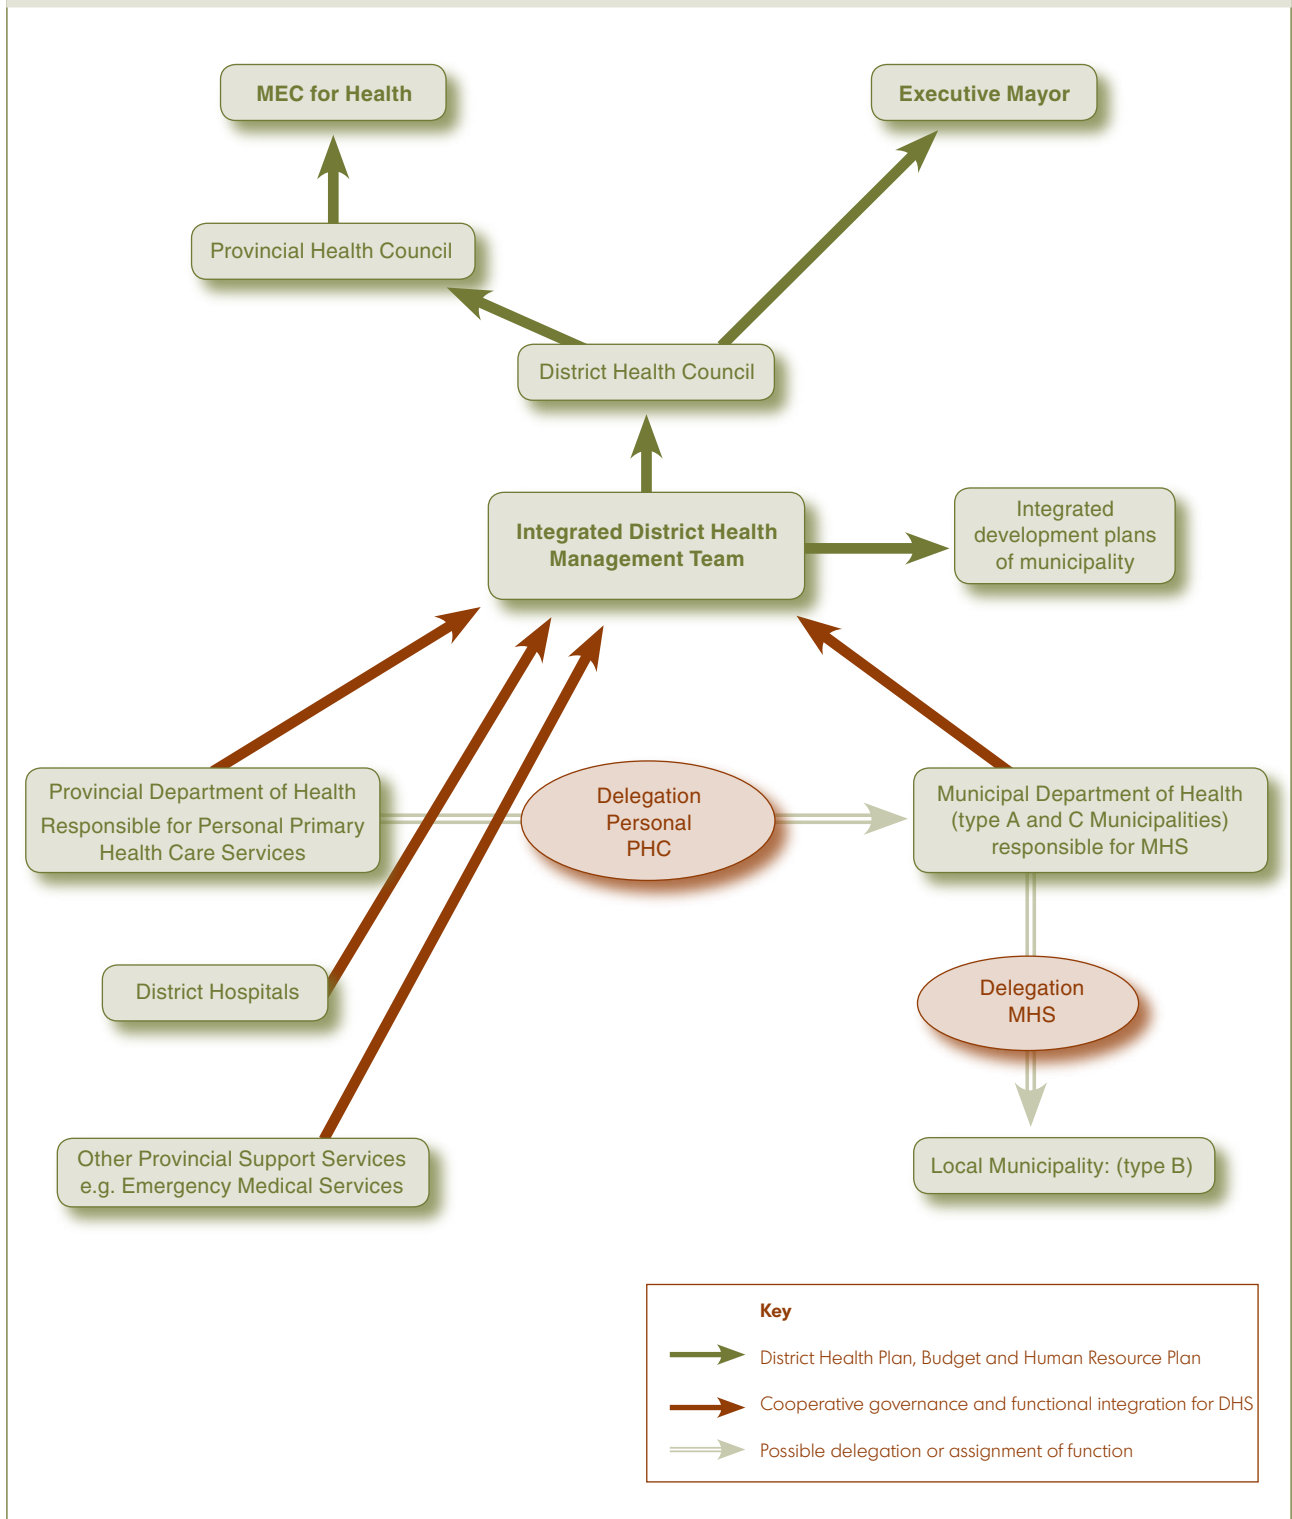 MEC for Health
Executive Mayor
Provincial Health Council
District Health Council
Integrated District Health
Management Team
Integrated
development plans
of municipality
Provincial Department of Health
Responsible for Personal Primary
Health Care Services
Delegation
Personal
PHC
Municipal Department of Health
(type A and C Municipalities)
responsible for MHS
District Hospitals
Delegation
MHS
Other Provincial Support Services
e.g. Emergency Medical Services
Local Municipality: (type B)
Key
District Health Plan, Budget and Human Resource Plan
Cooperative governance and functional integration for DHS
Possible delegation or assignment of function